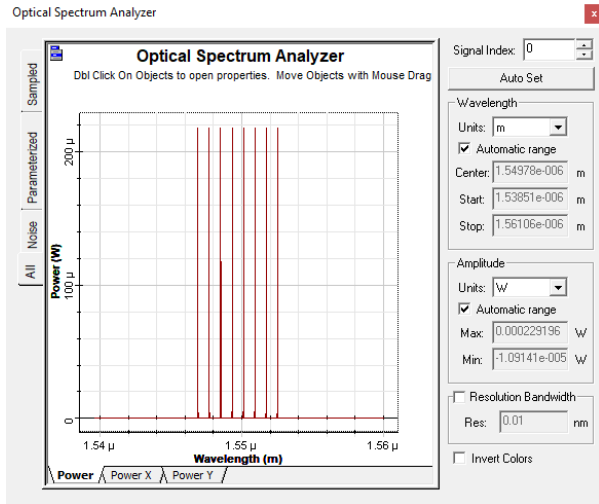 Optical Spectrum Analyzer
x
Sampled
Parameterized
Noise
All
Optical Spectrum Analyzer
Dbl Click On Objects to open properties. Move Objects with Mouse Drag
Power (W)
200 µ
100 µ
0
1.54 µ
1.55 µ
1.56 µ
Wavelength (m)
Power
Power X
Power Y
Signal Index: 0
Auto Set
Wavelength
Units: m
Automatic range
Center: 1.54978e-006 m
Start: 1.53851e-006 m
Stop: 1.56106e-006 m
Amplitude
Units: W
Automatic range
Max: 0.000229196 W
Min: -1.09141e-005 W
Resolution Bandwidth
Res: 0.01 nm
Invert Colors